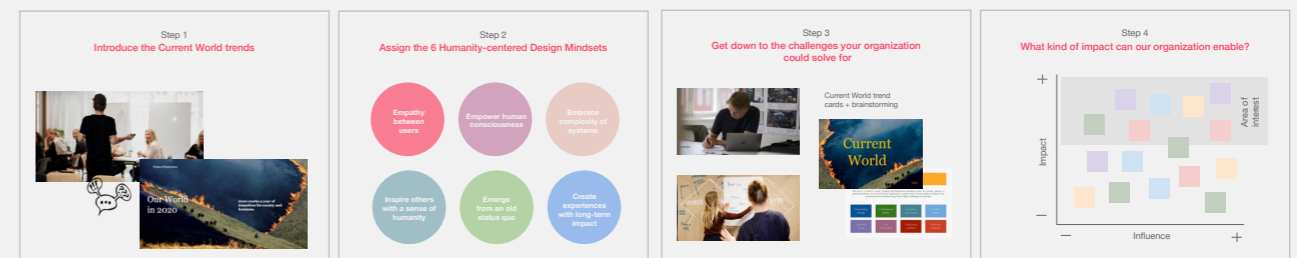 Step 1
Introduce the Current World trends
Our World
in 2020
Step 2
Assign the 6 Humanity-centered Design Mindsets
Empathy
between
users
Empower human
consciousness
Embrace
complexity of
systems
Inspire others
with a sense of
humanity
Emerge
from an old
status quo
Create
experiences
with long-term
impact
Step 3
Get down to the challenges your organization
could solve for
Current World trend
cards + brainstorming
Current
World
Step 4
What kind of impact can our organization enable?
+
Impact
Area of
interest
—
—
Influence
+